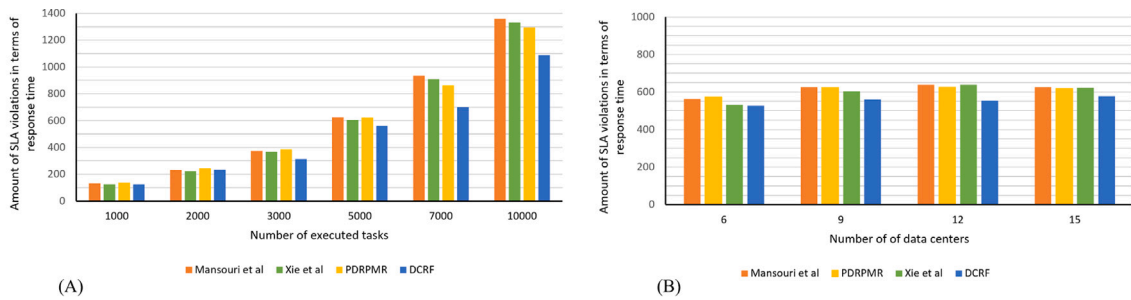 Amount of SLA violations in terms of
response time
1400
1200
1000
800
600
400
200
0
1000 2000 3000 5000 7000 10000
Number of executed tasks
Mansouri et al Xie et al PDRPMR DCRF
(A)
Amount of SLA violations in terms of
response time
1000
800
600
400
200
0
6 9 12 15
Number of of data centers
Mansouri et al PDRPMR Xie et al DCRF
(B)